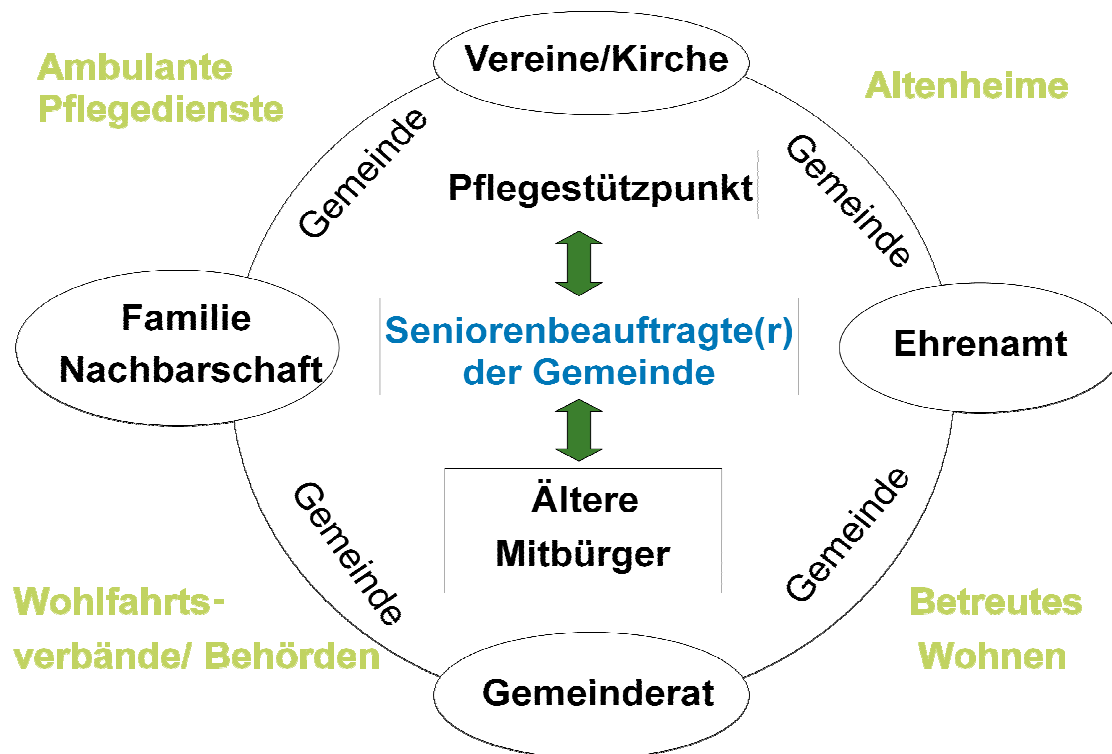 Vereine/Kirche
Ambulante
Pflegedienste
Altenheime
Gemeinde
Gemeinde
Pflegestützpunkt
Familie
Nachbarschaft
Seniorenbeauftragte(r)
der Gemeinde
Ehrenamt
Ältere
Mitbürger
Gemeinde
Gemeinde
Wohlfahrts-
verbände/ Behörden
Betreutes
Wohnen
Gemeinderat